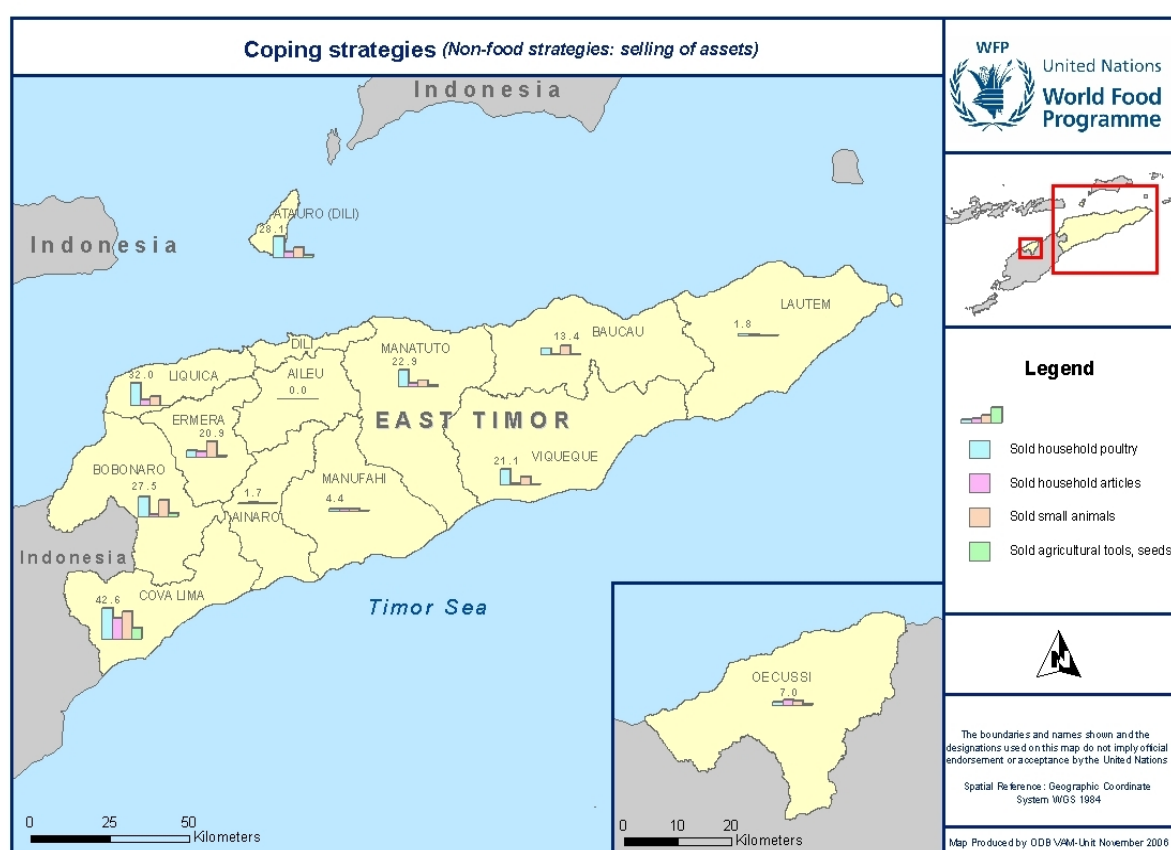 Coping strategies (Non-food strategies: selling of assets)
WFP
United Nations
World Food
Programme
Indonesia
Indonesia
ATAURO (DILI)
28.1
LAUTEM
1.8
BAUCAU
13.4
DILI
MANATUTO
22.9
LIQUICA
32.0
AILEU
0.0
ERMERA
20.9
EAST TIMOR
VIQUEQUE
21.1
BOBONARO
27.5
MANUFAHI
4.4
1.7
AINARO
Indonesia
COVA LIMA
42.6
Timor Sea
OECUSSI
7.0
0 25 50
Kilometers
0 10 20
Kilometers
Legend
Sold household poultry
Sold household articles
Sold small animals
Sold agricultural tools, seeds
N
The boundaries and names shown and the
designations used on this map do not imply official
endorsement or acceptance by the United Nations
Spatial Reference: Geographic Coordinate
System WGS 1984
Map Produced by ODB VAM-Unit November 2006